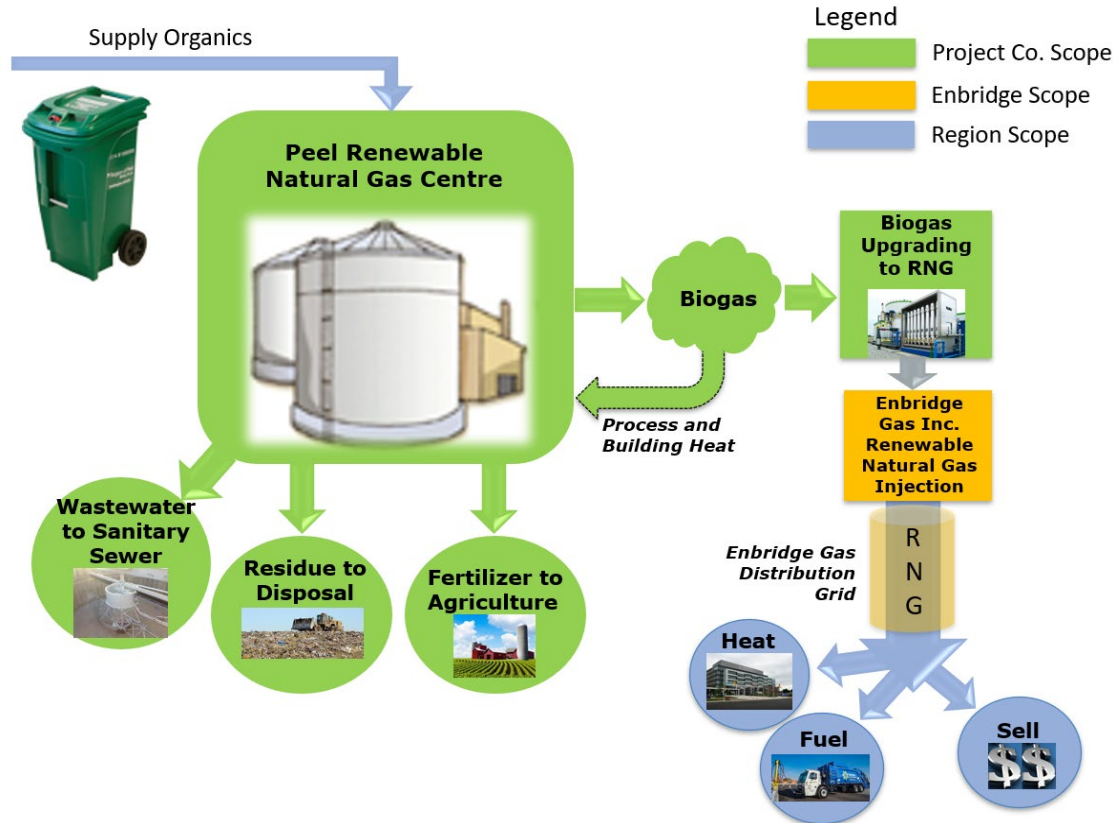 Supply Organics
Legend
Project Co. Scope
Enbridge Scope
Region Scope
Peel Renewable
Natural Gas Centre
Biogas
Biogas
Upgrading
to RNG
Process and
Building Heat
Enbridge
Gas Inc.
Renewable
Natural Gas
Injection
Wastewater
to Sanitary
Sewer
Residue to
Disposal
Fertilizer to
Agriculture
Enbridge Gas
Distribution
Grid
R
N
G
Heat
Fuel
Sell
$$